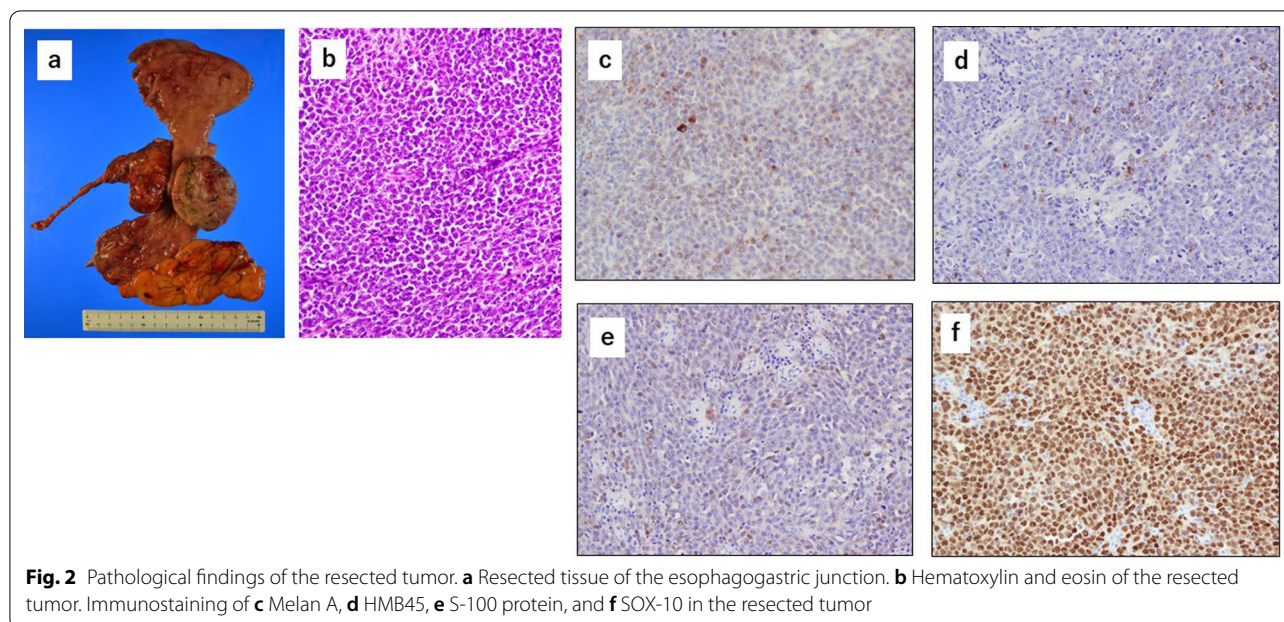 a
b
c
d
e
f
Fig. 2 Pathological findings of the resected tumor. a Resected tissue of the esophagogastric junction. b Hematoxylin and eosin of the resected
tumor. Immunostaining of c Melan A, d HMB45, e S-100 protein, and f SOX-10 in the resected tumor